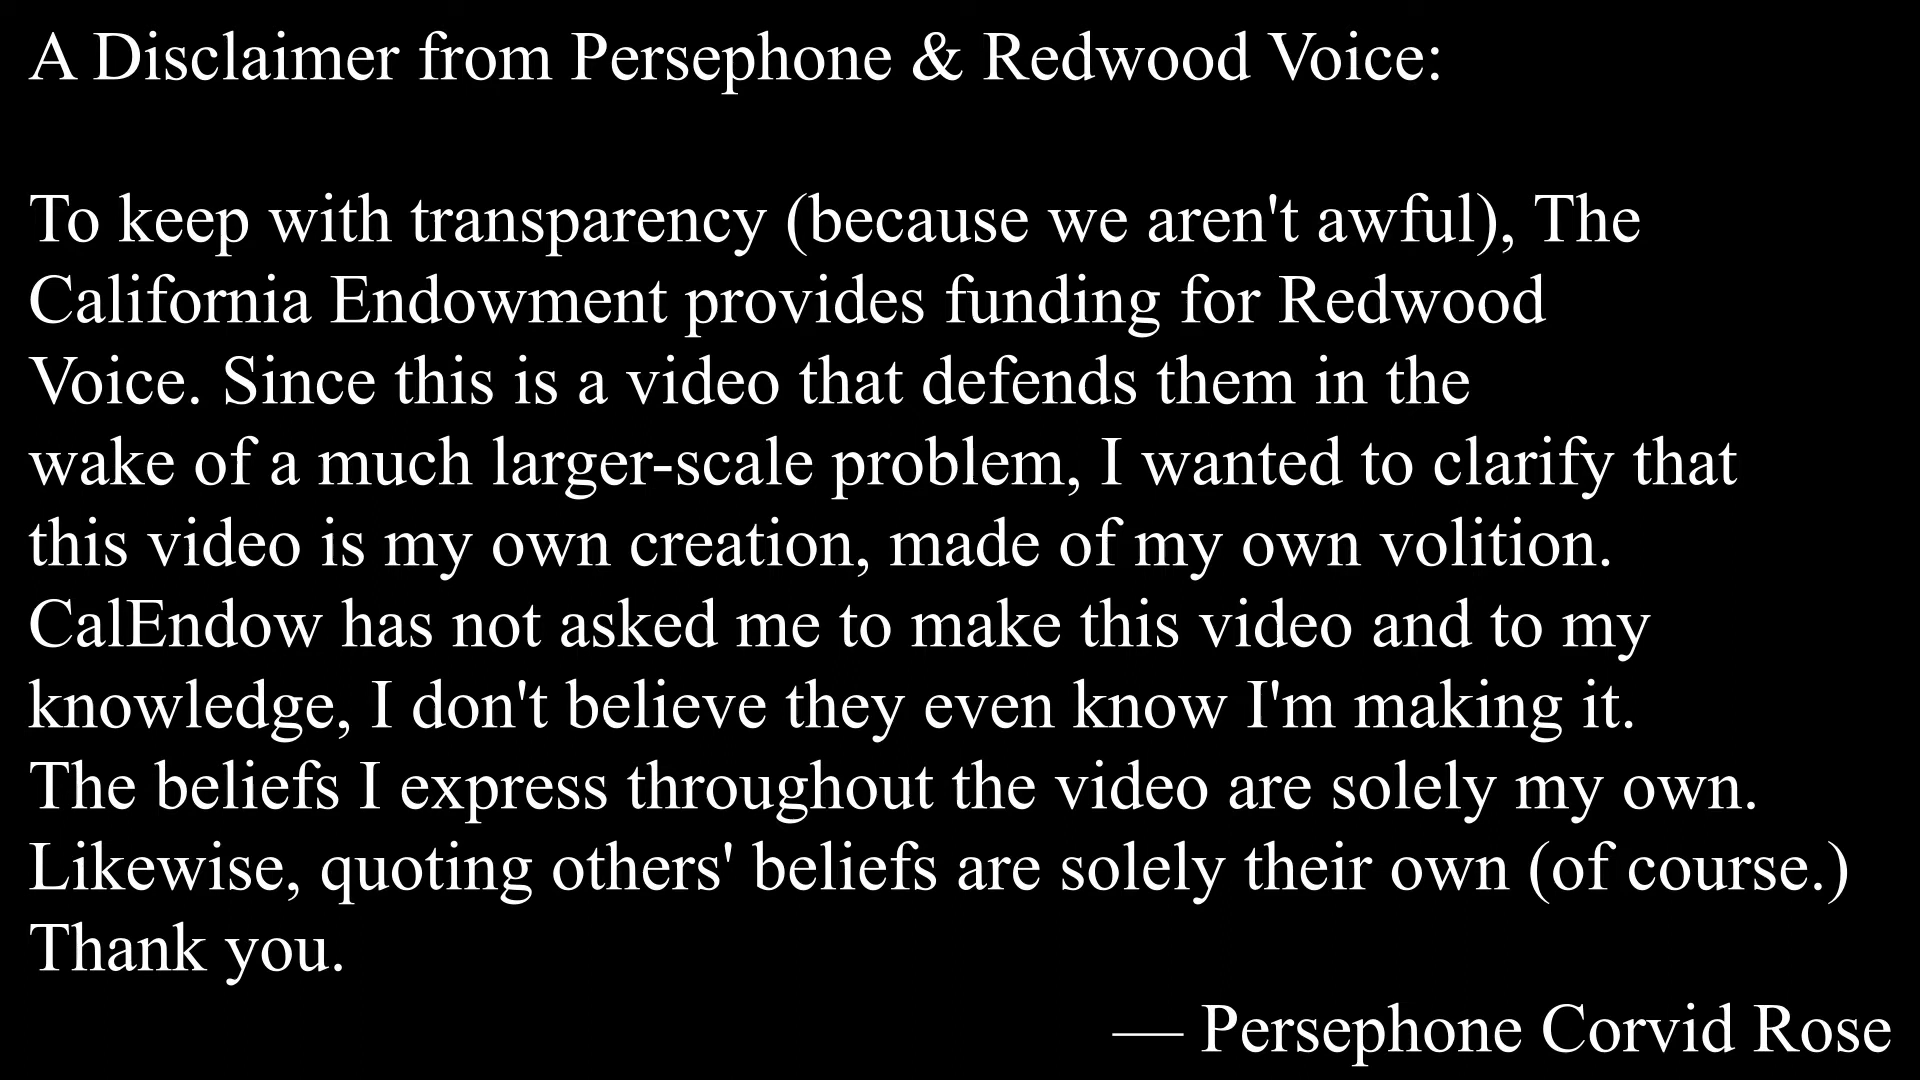 A Disclaimer from Persephone & Redwood Voice:
To keep with transparency (because we aren't awful), The
California Endowment provides funding for Redwood
Voice. Since this is a video that defends them in the
wake of a much larger-scale problem, I wanted to clarify that
this video is my own creation, made of my own volition.
CalEndow has not asked me to make this video and to my
knowledge, I don't believe they even know I'm making it.
The beliefs I express throughout the video are solely my own.
Likewise, quoting others' beliefs are solely their own (of course.)
Thank you.
— Persephone Corvid Rose